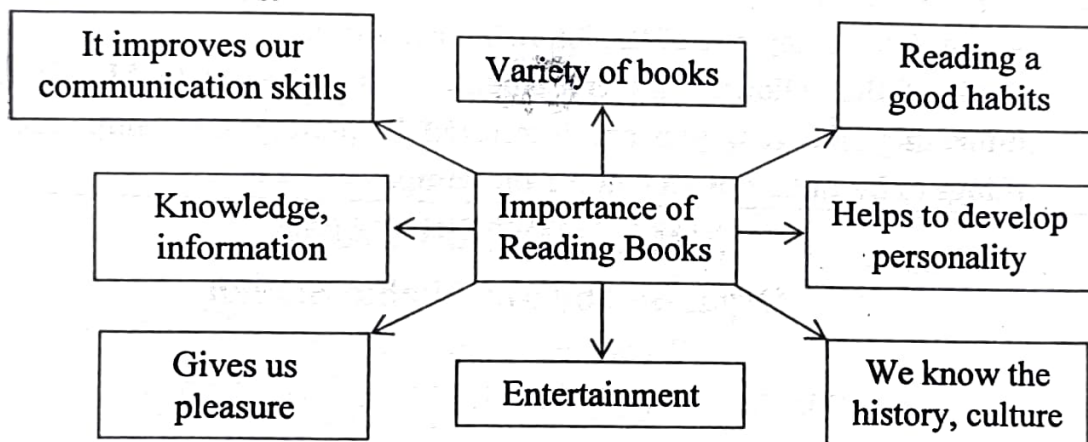 It improves our
communication skills
Variety of books
Reading a
good habits
Knowledge,
information
Importance of
Reading Books
Helps to develop
personality
Gives us
pleasure
Entertainment
We know the
history, culture